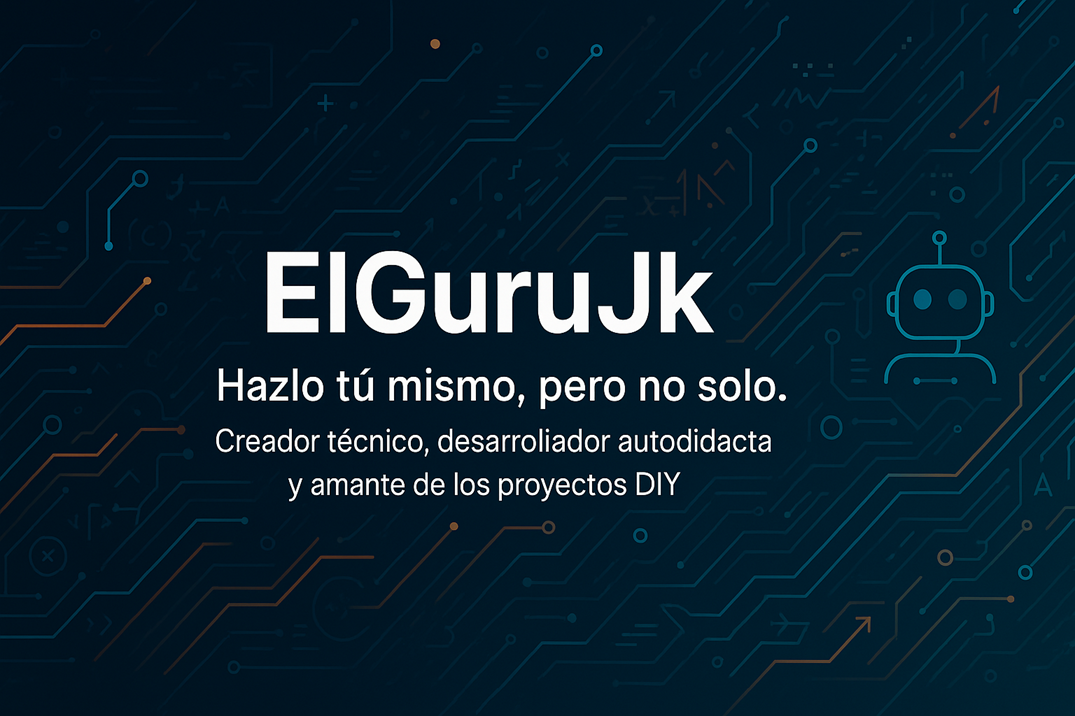 ElGuruJk
Hazlo tú mismo, pero no solo.
Creador técnico, desarroliador autodidacta
y amante de los proyectos DIY